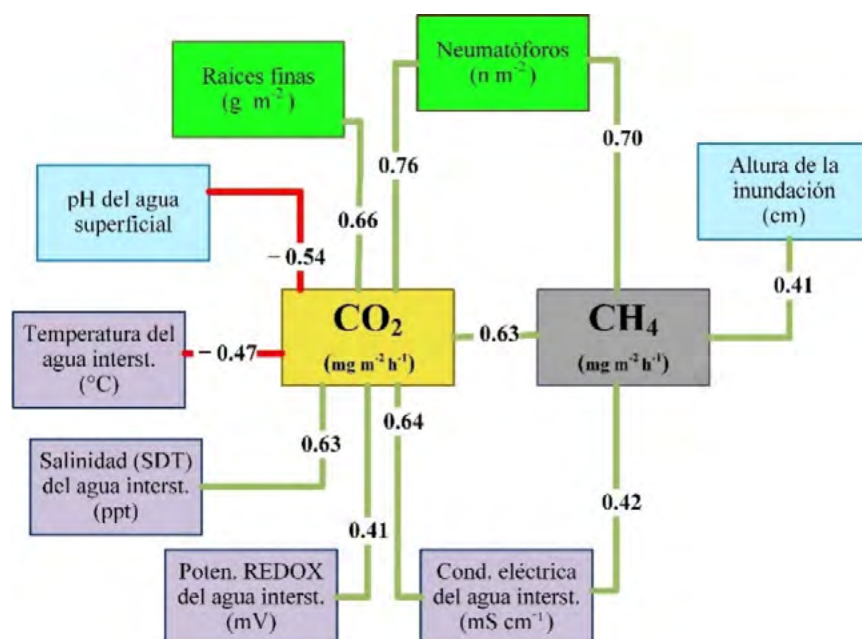 Raíces finas
(g m-2)
Neumatóforos
(n m-2)
0.76
0.70
0.66
pH del agua
superficial
Altura de la
inundación
(cm)
− 0.54
0.41
CO2
(mg m-2 h-1)
0.63
CH4
(mg m-2 h-1)
Temperatura del
agua interst.
(°C)
− 0.47
0.63
0.64
Salinidad (SDT)
del agua interst.
(ppt)
0.41
0.42
Poten. REDOX
del agua interst.
(mV)
Cond. eléctrica
del agua interst.
(mS cm-1)